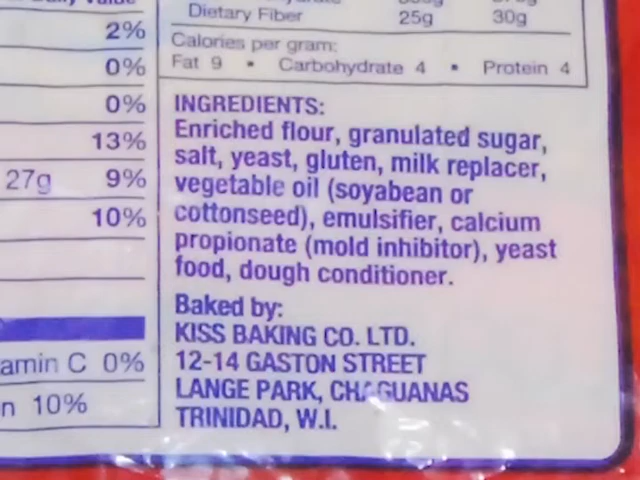 Daily Value
2%
0%
0%
13%
27g 9%
10%
amin C 0%
n 10%
Dietary Fiber 25g 30g
Calories per gram:
Fat 9 • Carbohydrate 4 • Protein 4
INGREDIENTS:
Enriched flour, granulated sugar,
salt, yeast, gluten, milk replacer,
vegetable oil (soyabean or
cottonseed), emulsifier, calcium
propionate (mold inhibitor), yeast
food, dough conditioner.
Baked by:
KISS BAKING CO. LTD.
12-14 GASTON STREET
LANGE PARK, CHAGUANAS
TRINIDAD, W.I.